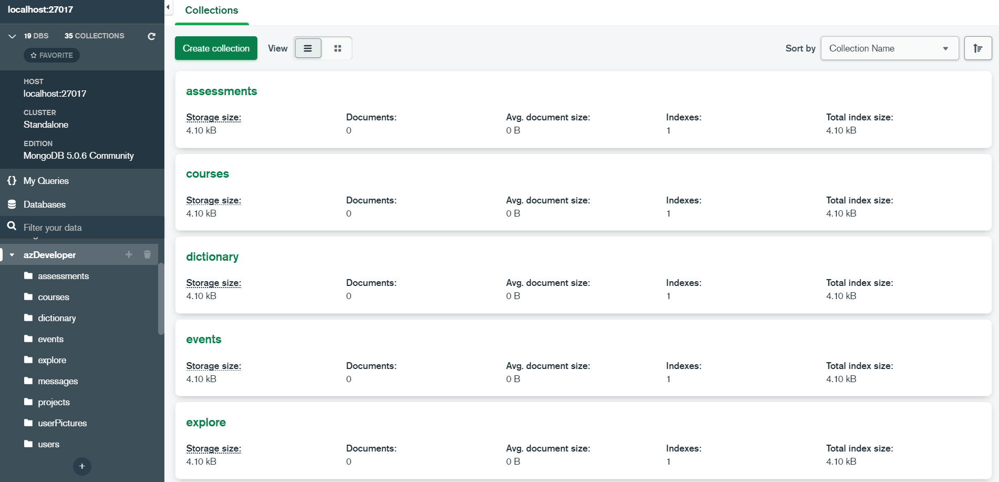 localhost:27017
19 DBS 35 COLLECTIONS
FAVORITE
HOST
localhost:27017
CLUSTER
Standalone
EDITION
MongoDB 5.0.6 Community
{} My Queries
Databases
Filter your data
azDeveloper
assessments
courses
dictionary
events
explore
messages
projects
userPictures
users
+
Collections
Create collection View Sort by Collection Name
assessments
Storage size: Documents: Avg. document size: Indexes: Total index size:
4.10 kB 0 0 B 1 4.10 kB
courses
Storage size: Documents: Avg. document size: Indexes: Total index size:
4.10 kB 0 0 B 1 4.10 kB
dictionary
Storage size: Documents: Avg. document size: Indexes: Total index size:
4.10 kB 0 0 B 1 4.10 kB
events
Storage size: Documents: Avg. document size: Indexes: Total index size:
4.10 kB 0 0 B 1 4.10 kB
explore
Storage size: Documents: Avg. document size: Indexes: Total index size:
4.10 kB 0 0 B 1 4.10 kB